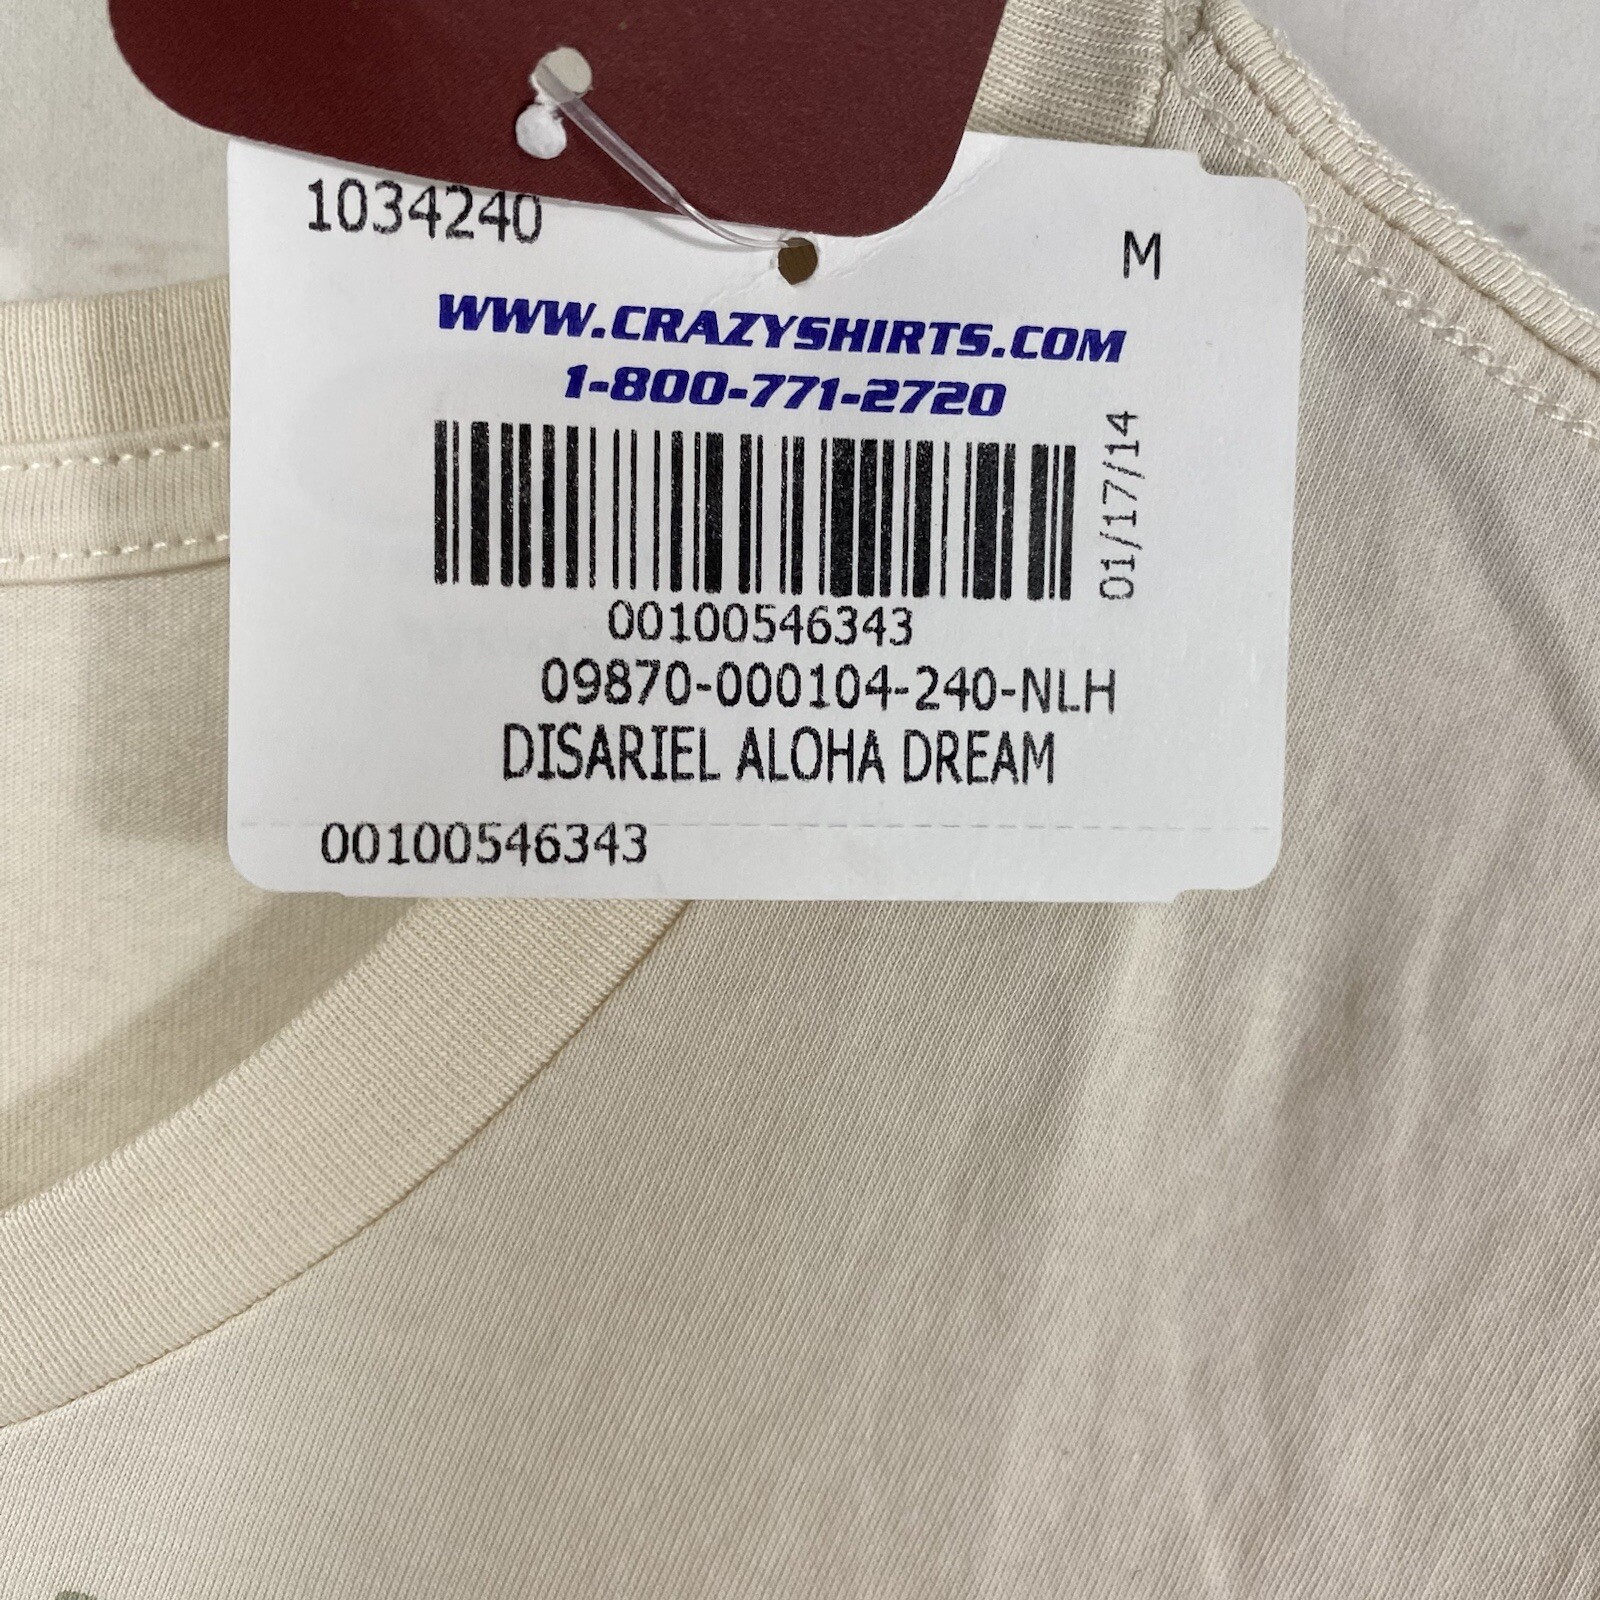 1034240
M
WWW.CRAZYSHIRTS.COM
1-800-771-2720
01/17/14
00100546343
09870-000104-240-NLH
DISARIEL ALOHA DREAM
00100546343